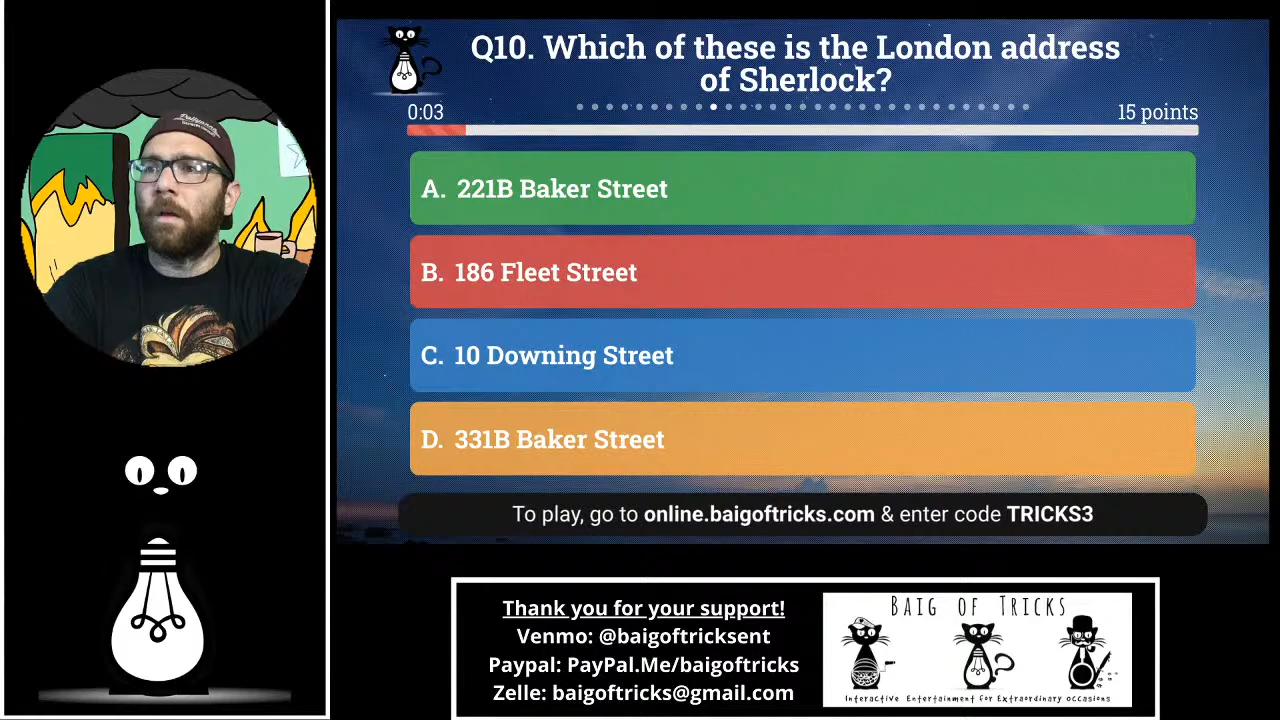 Q10. Which of these is the London address
of Sherlock?
0:03
15 points
A. 221B Baker Street
B. 186 Fleet Street
C. 10 Downing Street
D. 331B Baker Street
To play, go to online.baigoftricks.com & enter code TRICKS3
Thank you for your support!
Venmo: @baigoftricksent
Paypal: PayPal.Me/baigoftricks
Zelle: baigoftricks@gmail.com
BAIG OF TRICKS
Interactive Entertainment for Extraordinary occasions